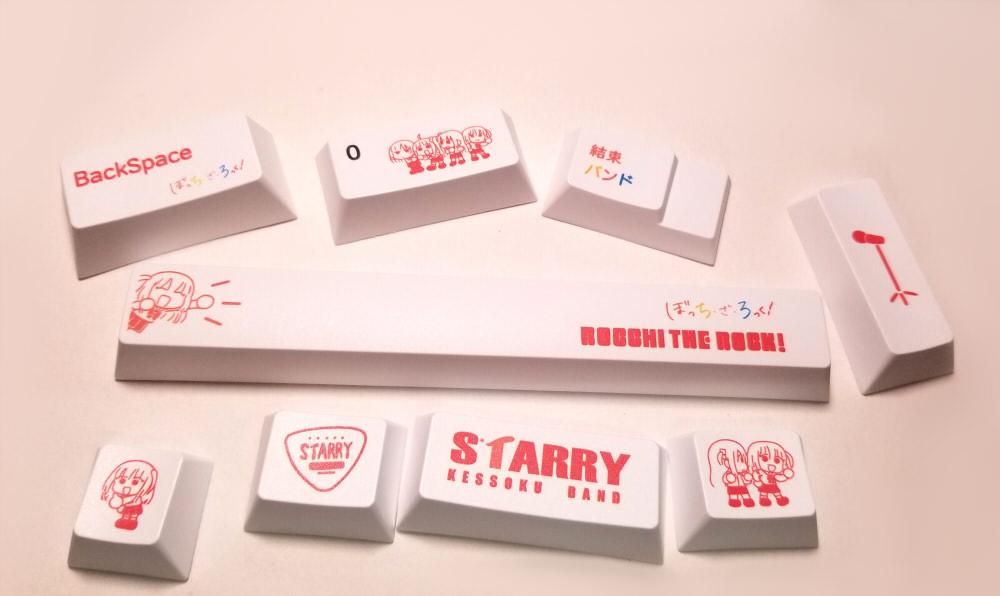 BackSpace
ぼっち・ざ・ろっく!
0
結束
バンド
ぼっち・ざ・ろっく!
BOCCHI THE ROCK!
STARRY
STARRY
KESSOKU BAND